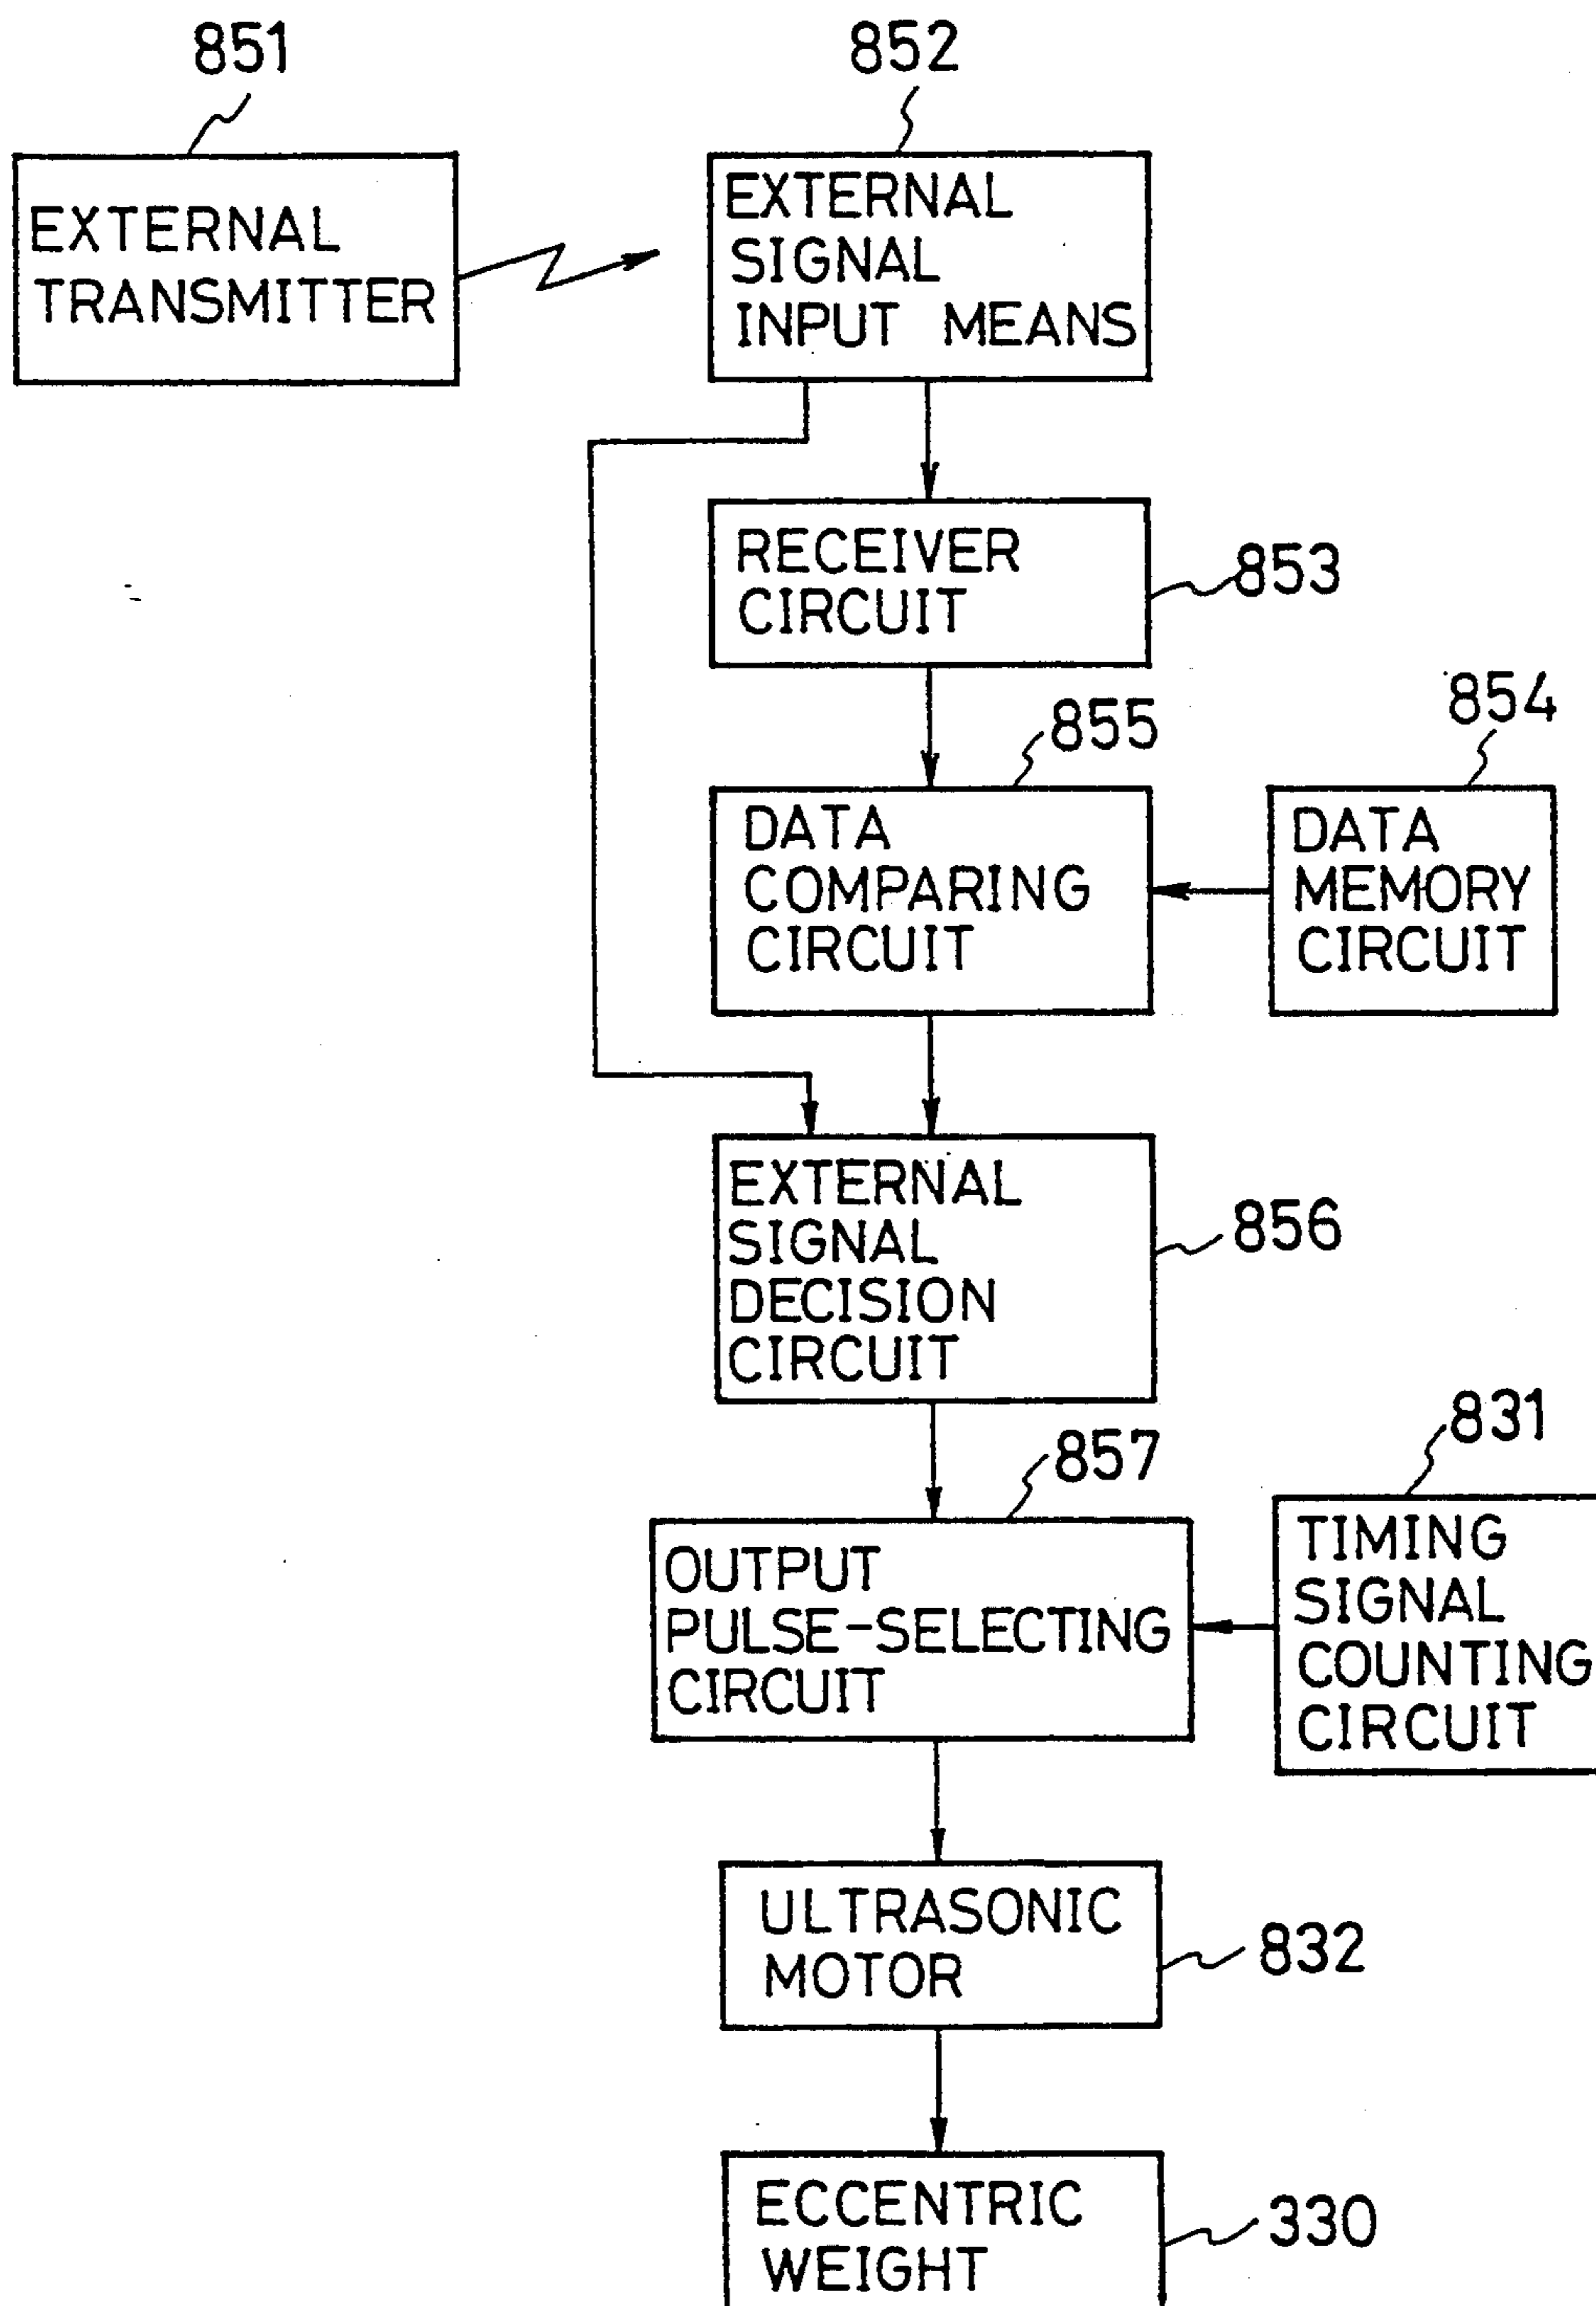 851
852
EXTERNAL
TRANSMITTER
EXTERNAL
SIGNAL
INPUT MEANS
RECEIVER
CIRCUIT
853
855
854
DATA
COMPARING
CIRCUIT
DATA
MEMORY
CIRCUIT
EXTERNAL
SIGNAL
DECISION
CIRCUIT
856
857
831
OUTPUT
PULSE-SELECTING
CIRCUIT
TIMING
SIGNAL
COUNTING
CIRCUIT
ULTRASONIC
MOTOR
832
ECCENTRIC
WEIGHT
330